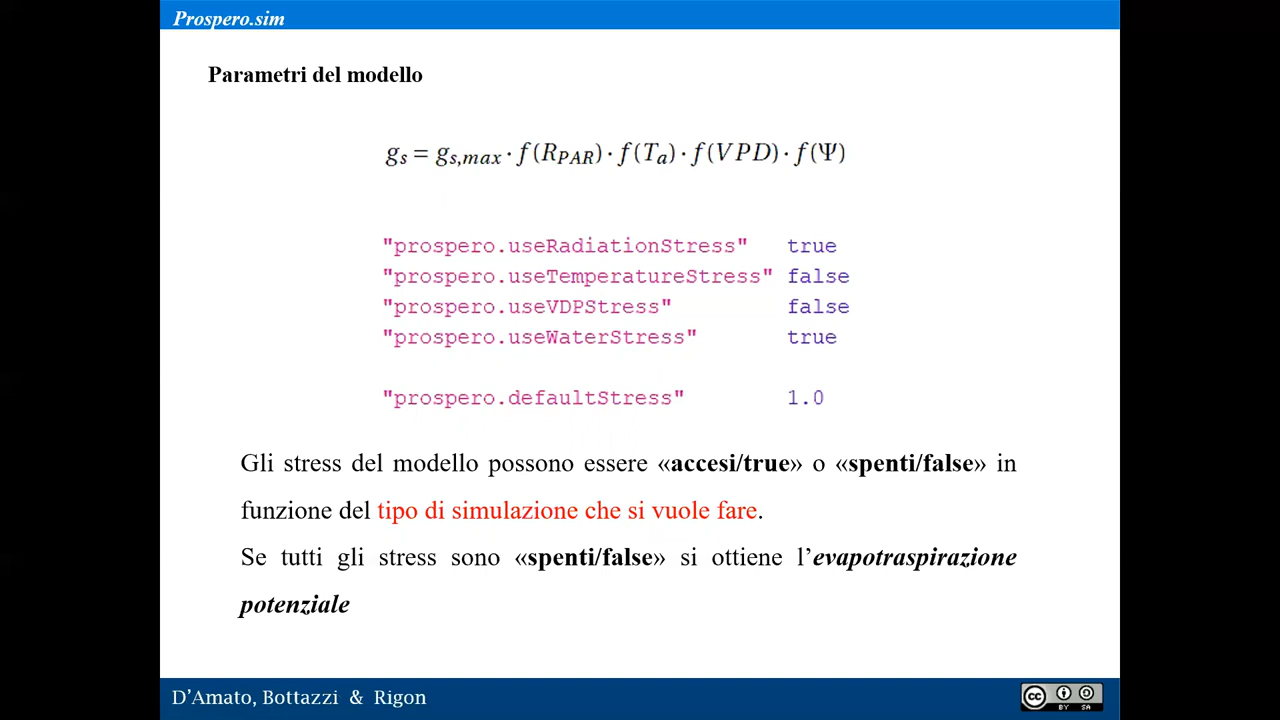 Prospero.sim
Parametri del modello
gs = gs,max · f(RPAR) · f(Ta) · f(VPD) · f(Ψ)
"prospero.useRadiationStress" true
"prospero.useTemperatureStress" false
"prospero.useVDPStress" false
"prospero.useWaterStress" true
"prospero.defaultStress" 1.0
Gli stress del modello possono essere «accesi/true» o «spenti/false» in
funzione del tipo di simulazione che si vuole fare.
Se tutti gli stress sono «spenti/false» si ottiene l’evapotraspirazione
potenziale
D’Amato, Bottazzi & Rigon
cc BY SA